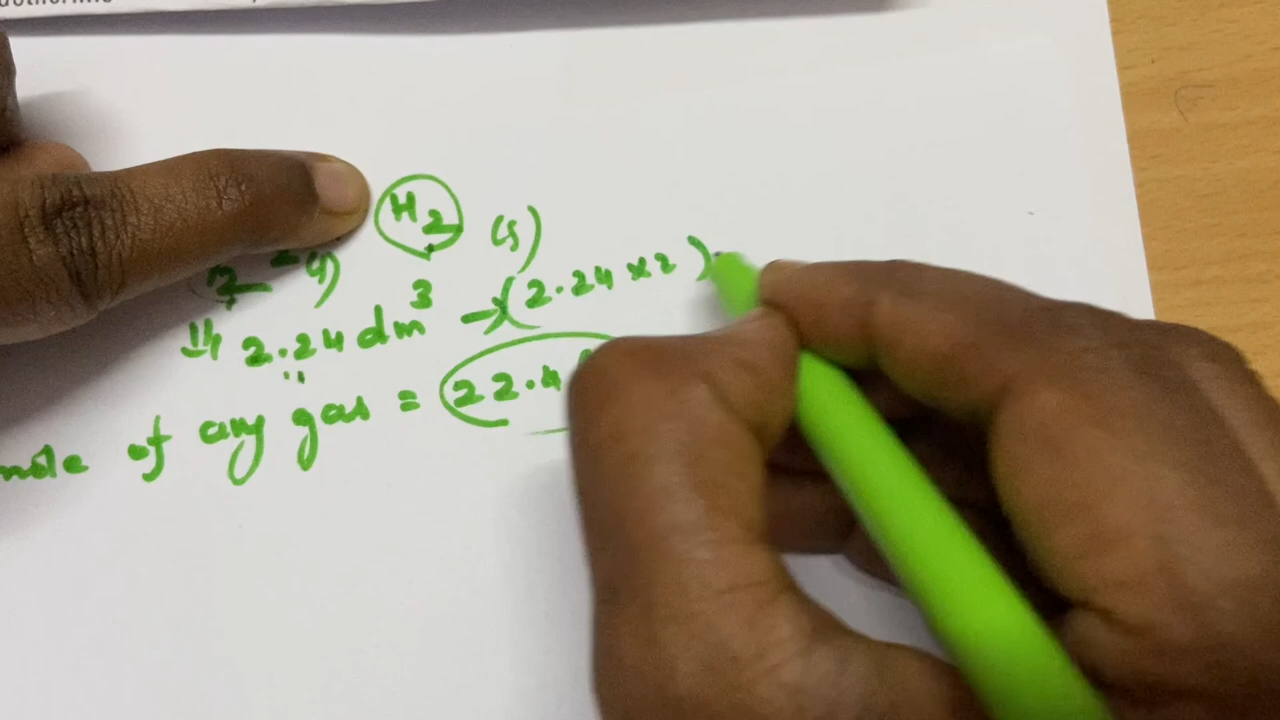 H2 (g)
2 (g)
2.24 dm3 → (2.24 x 2)
mole of any gas = 22.4